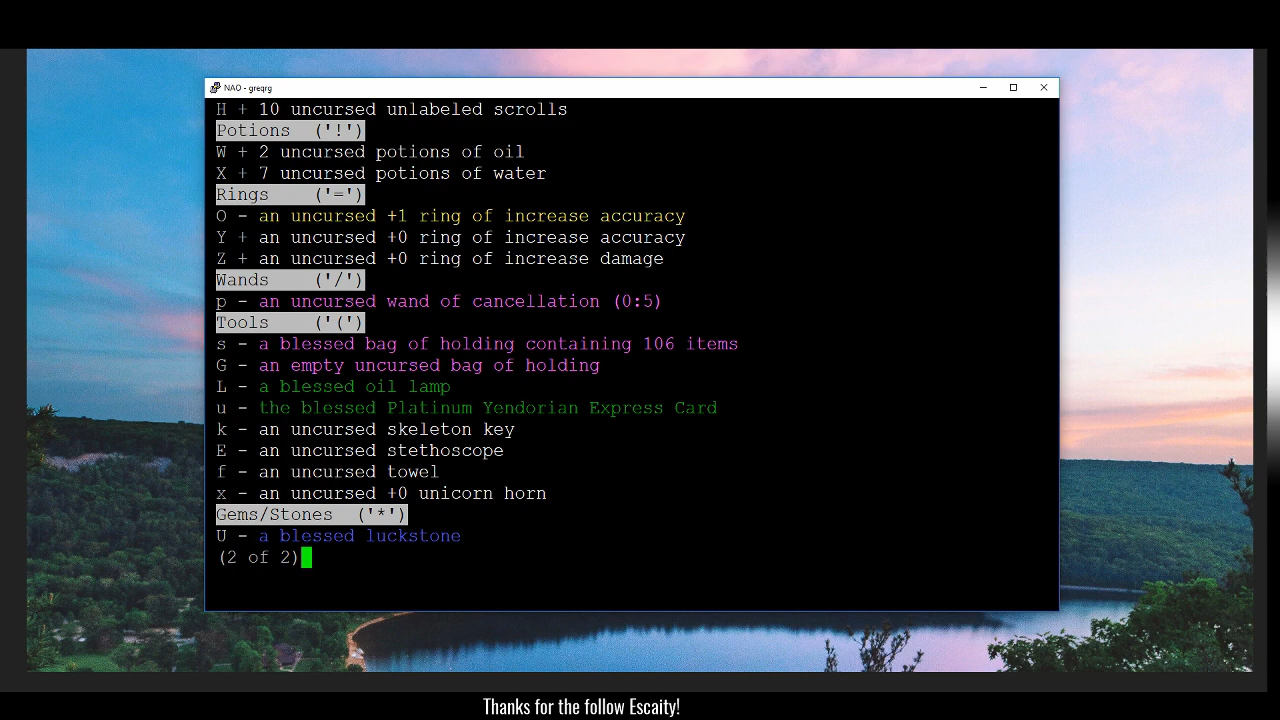 NAO - greqrg
H + 10 uncursed unlabeled scrolls
Potions ('!')
W + 2 uncursed potions of oil
X + 7 uncursed potions of water
Rings ('=')
O - an uncursed +1 ring of increase accuracy
Y + an uncursed +0 ring of increase accuracy
Z + an uncursed +0 ring of increase damage
Wands ('/')
p - an uncursed wand of cancellation (0:5)
Tools ('(')
s - a blessed bag of holding containing 106 items
G - an empty uncursed bag of holding
L - a blessed oil lamp
u - the blessed Platinum Yendorian Express Card
k - an uncursed skeleton key
E - an uncursed stethoscope
f - an uncursed towel
x - an uncursed +0 unicorn horn
Gems/Stones ('*')
U - a blessed luckstone
(2 of 2)
Thanks for the follow Escaity!